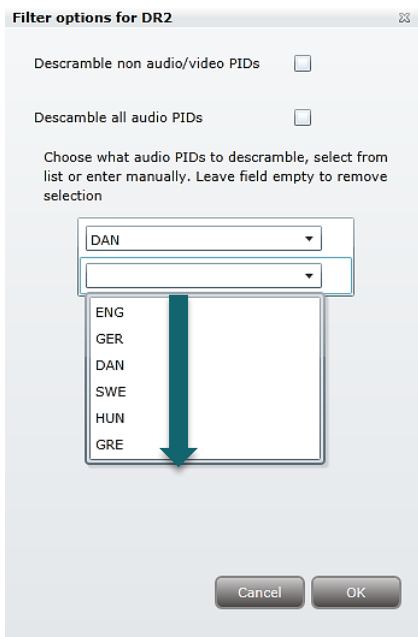 Filter options for DR2
Descramble non audio/video PIDs
Descamble all audio PIDs
Choose what audio PIDs to descramble, select from
list or enter manually. Leave field empty to remove
selection
DAN
ENG
GER
DAN
SWE
HUN
GRE
Cancel OK